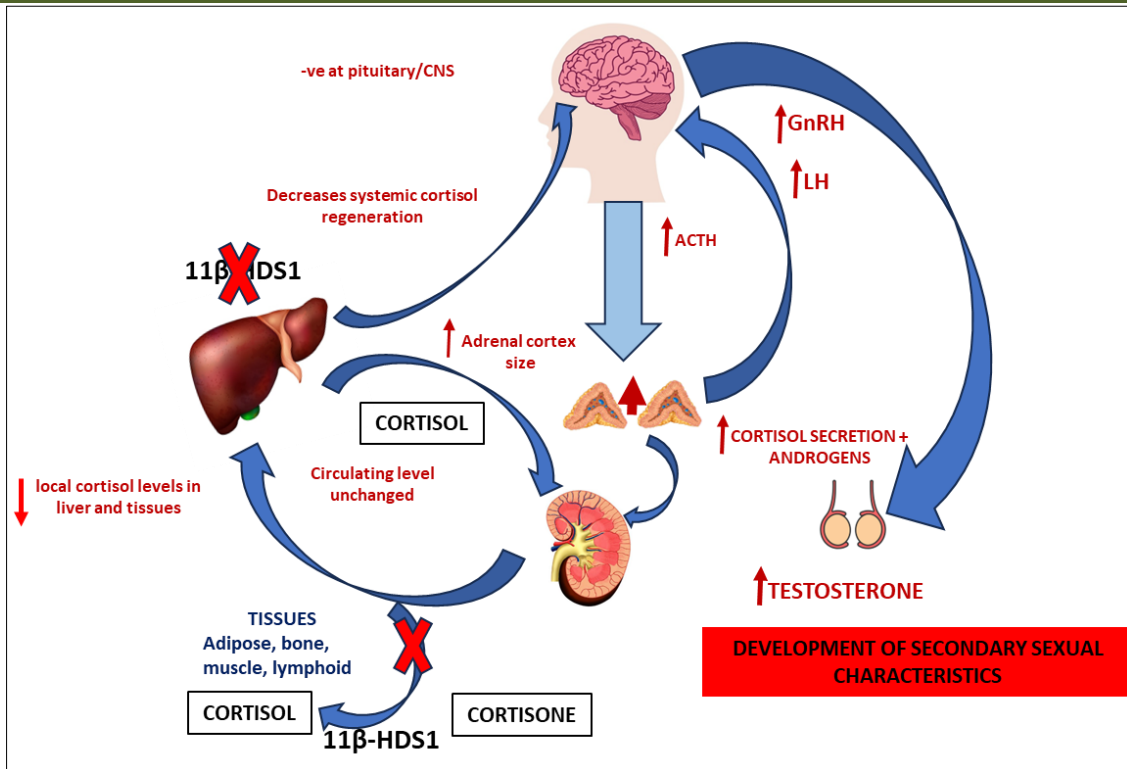 -ve at pituitary/CNS
GnRH
LH
Decreases systemic cortisol
regeneration
ACTH
11β-HDS1
Adrenal cortex
size
CORTISOL
CORTISOL SECRETION +
ANDROGENS
Circulating level
unchanged
local cortisol levels in
liver and tissues
TESTOSTERONE
TISSUES
Adipose, bone,
muscle, lymphoid
DEVELOPMENT OF SECONDARY SEXUAL
CHARACTERISTICS
CORTISOL
CORTISONE
11β-HDS1